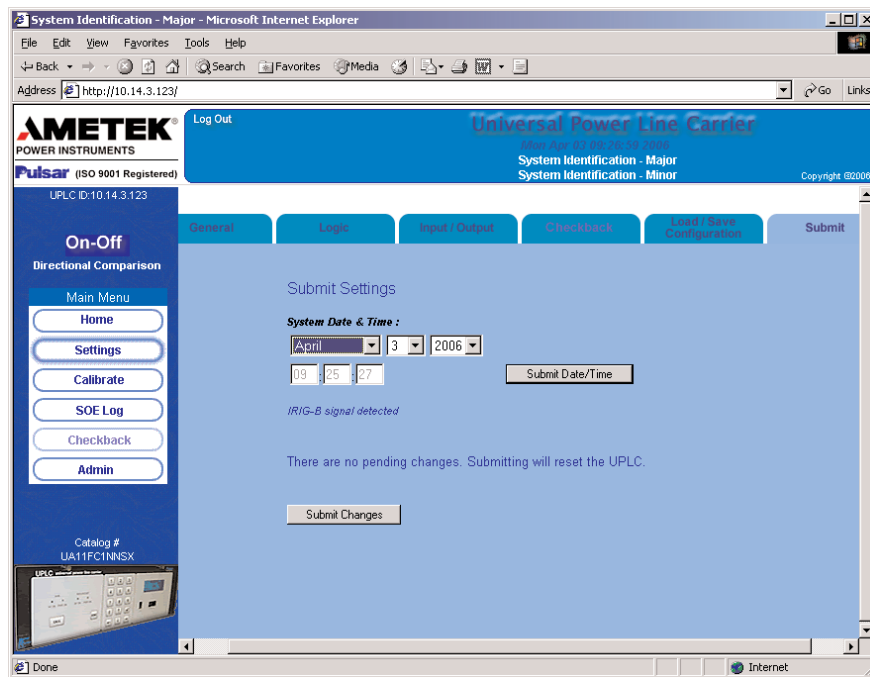 System Identification - Major - Microsoft Internet Explorer
File Edit View Favorites Tools Help
Back Search Favorites Media
Address http://10.14.3.123/ Go Links
AMETEK®
POWER INSTRUMENTS
Pulsar (ISO 9001 Registered)
Log Out
Universal Power Line Carrier
Mon Apr 03 09:26:59 2006
System Identification - Major
System Identification - Minor
Copyright ©2006
UPLC ID:10.14.3.123
On-Off
Directional Comparison
Main Menu
Home
Settings
Calibrate
SOE Log
Checkback
Admin
Catalog #
UA11FC1NNSX
UPLC
General Logic Input / Output Checkback Load / Save Configuration Submit
Submit Settings
System Date & Time :
April 3 2006
09 : 25 : 27 Submit Date/Time
IRIG-B signal detected
There are no pending changes. Submitting will reset the UPLC.
Submit Changes
Done Internet